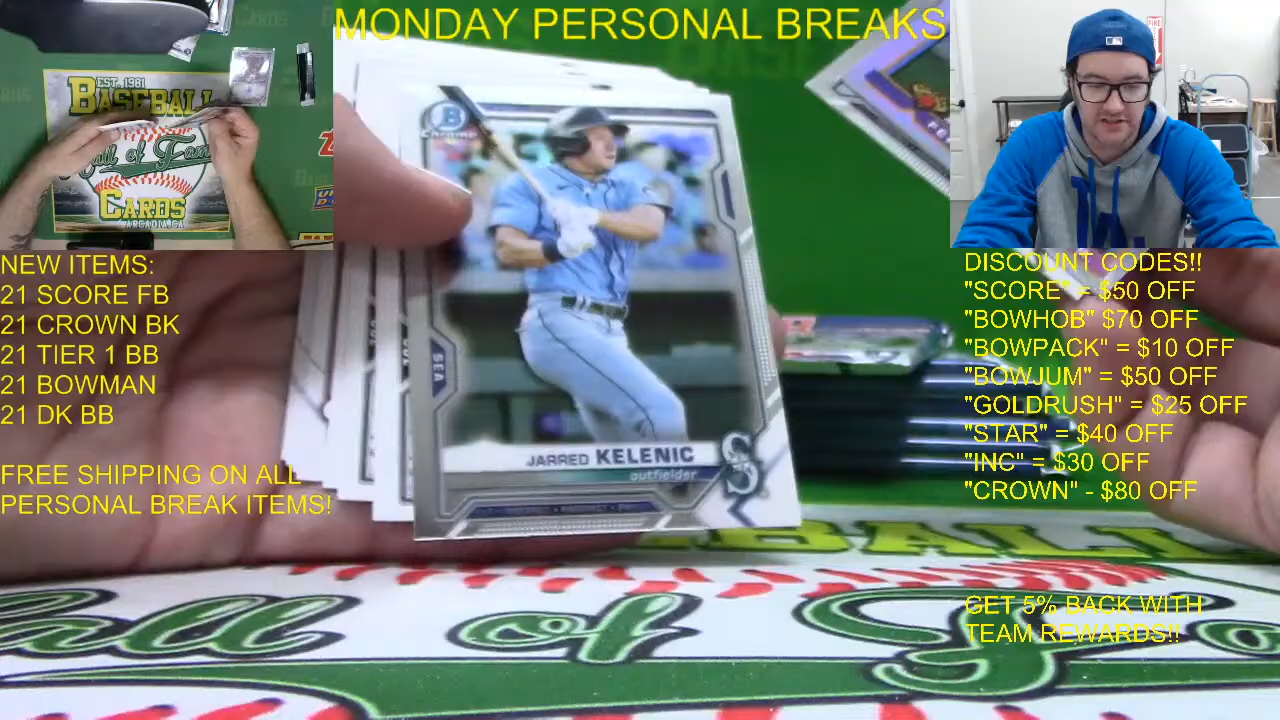 MONDAY PERSONAL BREAKS
EST. 1981
BASEBALL
Hall of Fame
CARDS
ARCADIA, CA
NEW ITEMS:
21 SCORE FB
21 CROWN BK
21 TIER 1 BB
21 BOWMAN
21 DK BB
FREE SHIPPING ON ALL
PERSONAL BREAK ITEMS!
B
Chrome
SEA
JARRED KELENIC
outfielder
S
DISCOUNT CODES!!
"SCORE" = $50 OFF
"BOWHOB" $70 OFF
"BOWPACK" = $10 OFF
"BOWJUM" = $50 OFF
"GOLDRUSH" = $25 OFF
"STAR" = $40 OFF
"INC" = $30 OFF
"CROWN" - $80 OFF
GET 5% BACK WITH
TEAM REWARDS!!